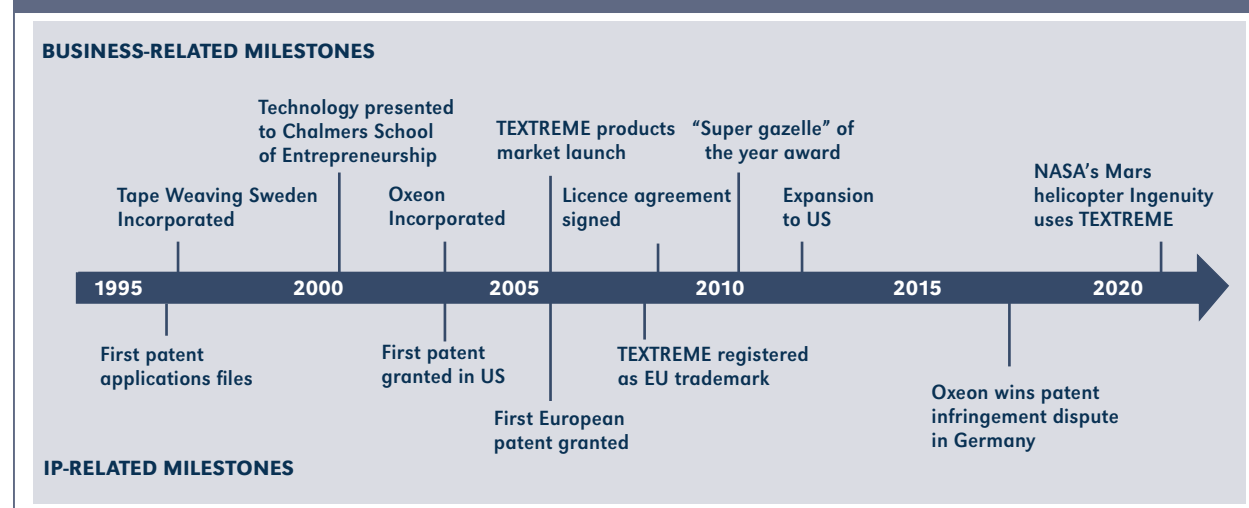 BUSINESS-RELATED MILESTONES
Technology presented
to Chalmers School
of Entrepreneurship
TEXTREME products
market launch
“Super gazelle” of
the year award
NASA’s Mars
helicopter Ingenuity
uses TEXTREME
Tape Weaving Sweden
Incorporated
Oxeon
Incorporated
Licence agreement
signed
Expansion
to US
1995 2000 2005 2010 2015 2020
First patent
applications files
First patent
granted in US
TEXTREME registered
as EU trademark
First European
patent granted
Oxeon wins patent
infringement dispute
in Germany
IP-RELATED MILESTONES